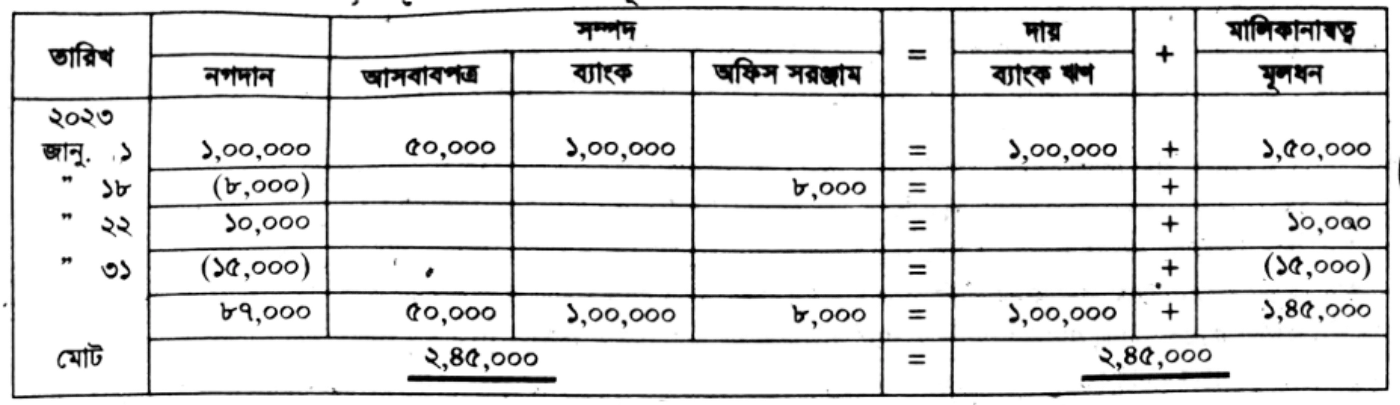 তারিখ সম্পদ = দায় + মালিকানাস্বত্ব
নগদান আসবাবপত্র ব্যাংক অফিস সরঞ্জাম ব্যাংক ঋণ মূলধন
২০২৩
জানু. ১ ১,০০,০০০ ৫০,০০০ ১,০০,০০০ = ১,০০,০০০ + ১,৫০,০০০
" ১৮ (৮,০০০) ৮,০০০ = +
" ২২ ১০,০০০ = + ১০,০০০
" ৩১ (১৫,০০০) = + (১৫,০০০)
৮৭,০০০ ৫০,০০০ ১,০০,০০০ ৮,০০০ = ১,০০,০০০ + ১,৪৫,০০০
মোট ২,৪৫,০০০ = ২,৪৫,০০০